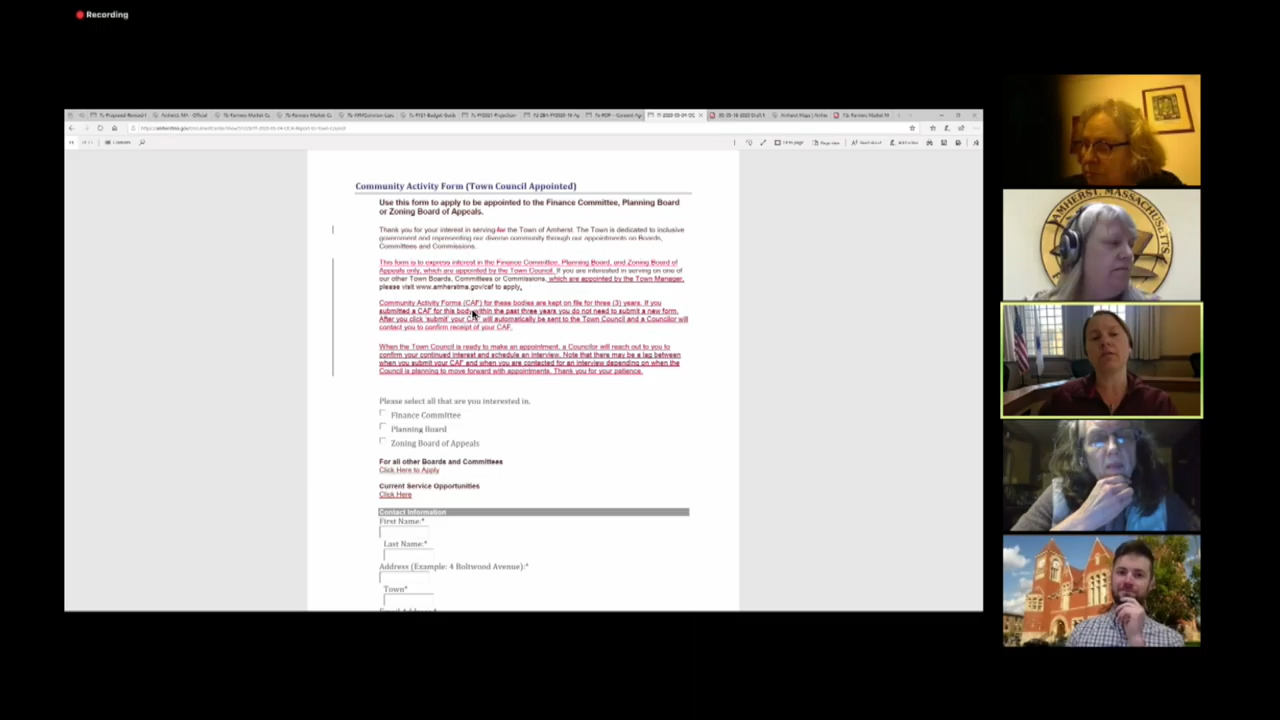 Recording
Community Activity Form (Town Council Appointed)
Use this form to apply to be appointed to the Finance Committee, Planning Board
or Zoning Board of Appeals.
Thank you for your interest in serving for the Town of Amherst. The Town is dedicated to inclusive
government and representing our diverse community through our appointments on Boards,
Committees and Commissions.
This form is to express interest in the Finance Committee, Planning Board, and Zoning Board of
Appeals only, which are appointed by the Town Council. If you are interested in serving on one of
our other Town Boards, Committees or Commissions, which are appointed by the Town Manager,
please visit www.amherstma.gov/caf to apply.
Community Activity Forms (CAF) for these bodies are kept on file for three (3) years. If you
submitted a CAF for this body within the past three years you do not need to submit a new form.
After you click 'submit' your CAF will automatically be sent to the Town Council and a Councilor will
contact you to confirm receipt of your CAF.
When the Town Council is ready to make an appointment, a Councilor will reach out to you to
confirm your continued interest and schedule an interview. Note that there may be a lag between
when you submit your CAF and when you are contacted for an interview depending on when the
Council is planning to move forward with appointments. Thank you for your patience.
Please select all that are you interested in.
Finance Committee
Planning Board
Zoning Board of Appeals
For all other Boards and Committees
Click Here to Apply
Current Service Opportunities
Click Here
Contact Information
First Name:*
Last Name:*
Address (Example: 4 Boltwood Avenue):*
Town*
AMHERST, MASSACHUSETTS